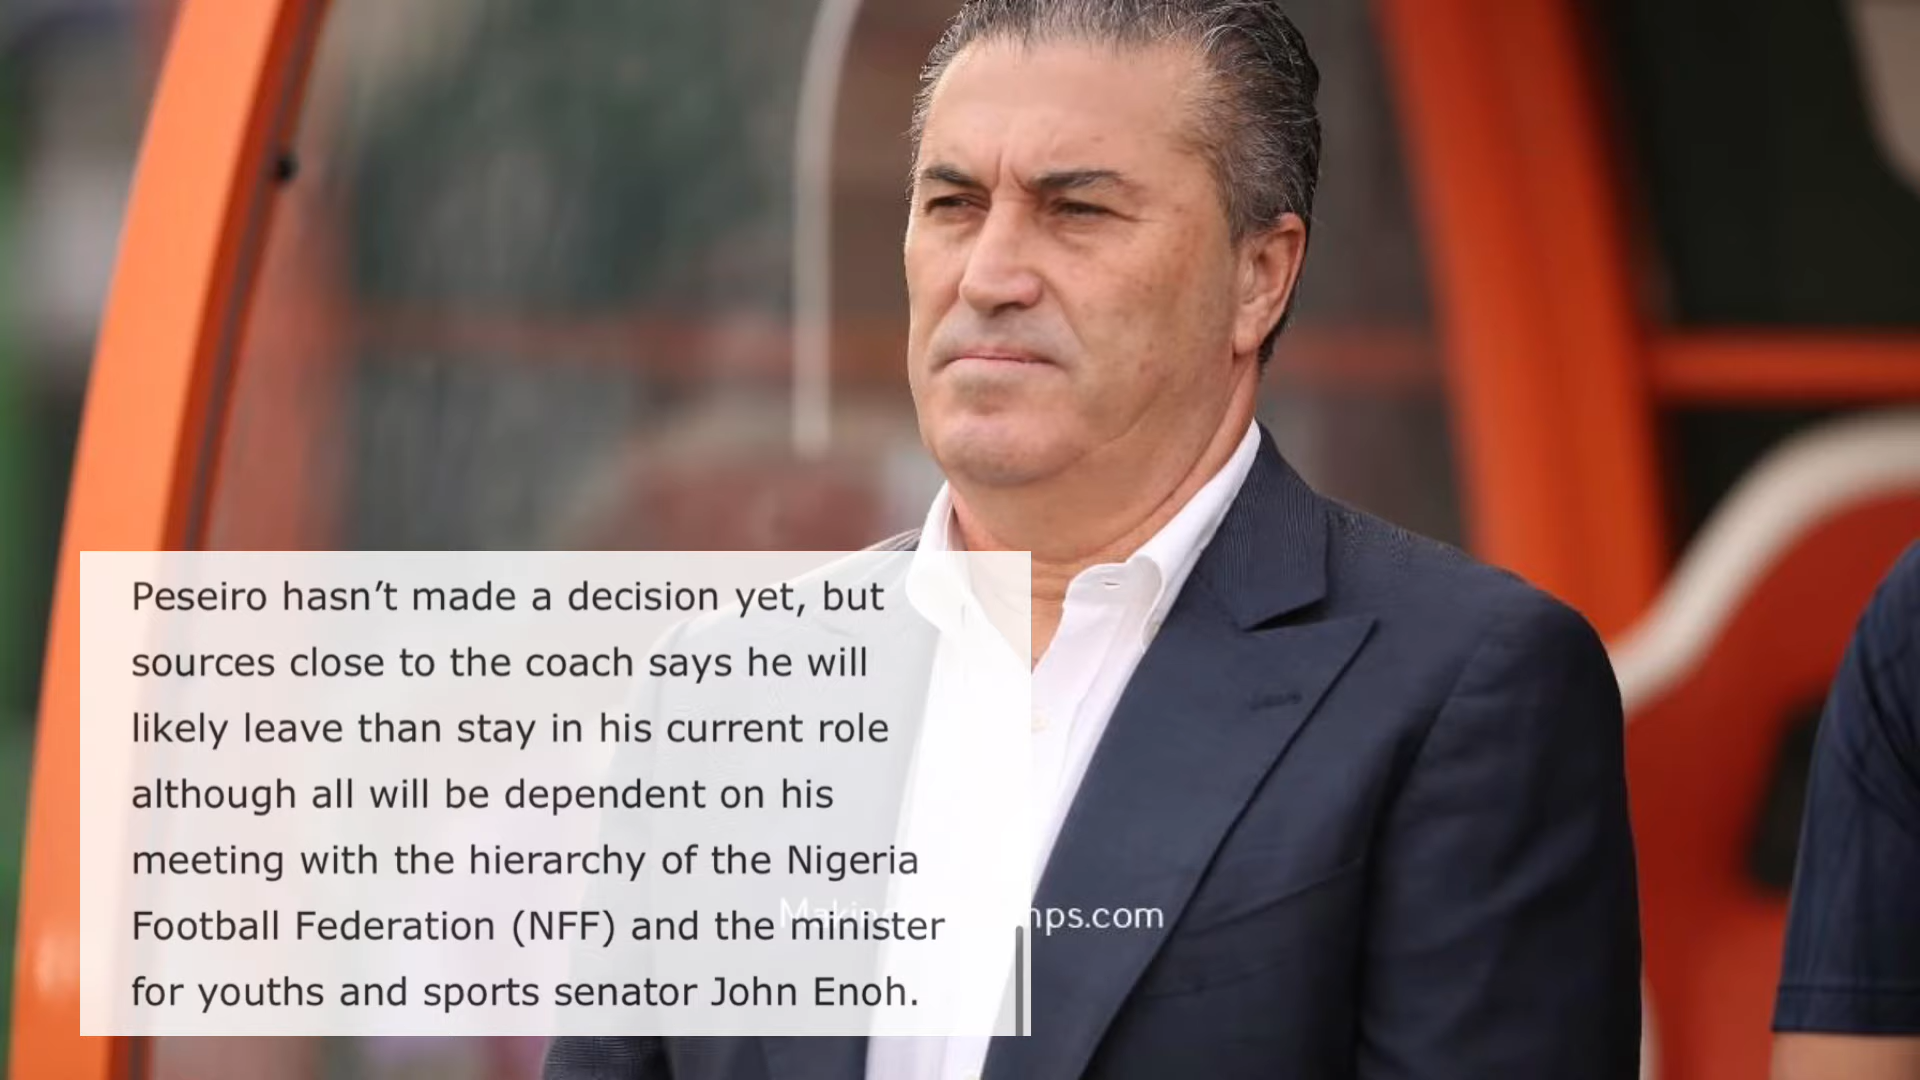 Peseiro hasn’t made a decision yet, but
sources close to the coach says he will
likely leave than stay in his current role
although all will be dependent on his
meeting with the hierarchy of the Nigeria
Football Federation (NFF) and the minister
for youths and sports senator John Enoh.
mps.com